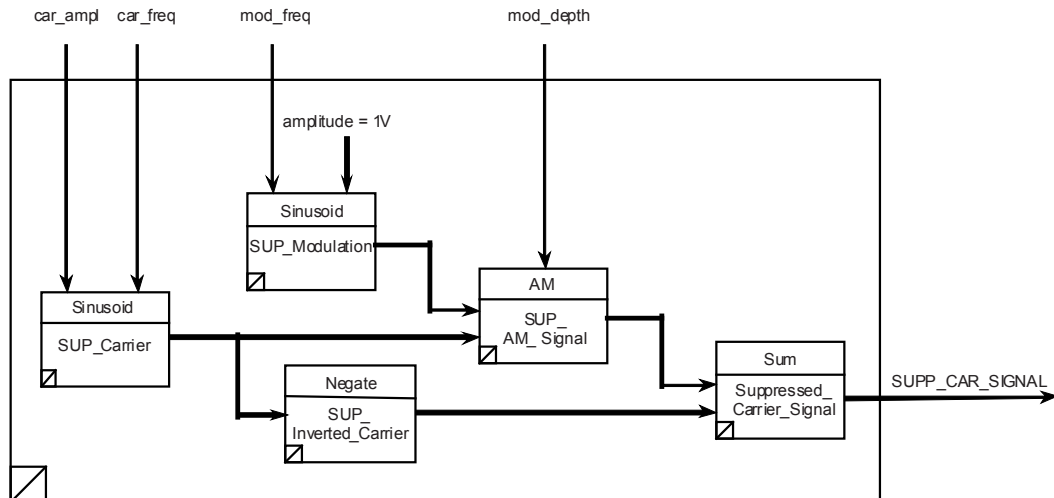 car_ampl car_freq mod_freq mod_depth
amplitude = 1V
Sinusoid
SUP_Modulation
AM
SUP_
AM_ Signal
Sinusoid
SUP_Carrier
Negate
SUP_
Inverted_Carrier
Sum
Suppressed_
Carrier_Signal
SUPP_CAR_SIGNAL